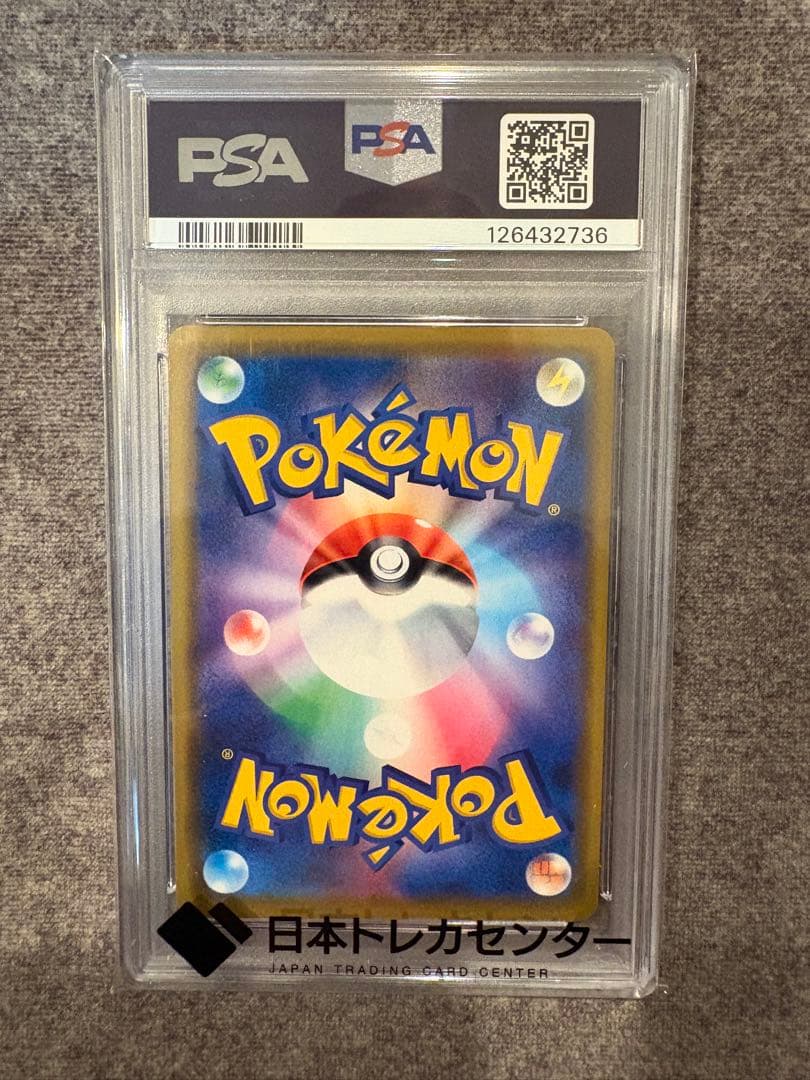 PSA PSA
126432736
POKéMON
®
®
POKéMON
日本トレカセンター
JAPAN TRADING CARD CENTER